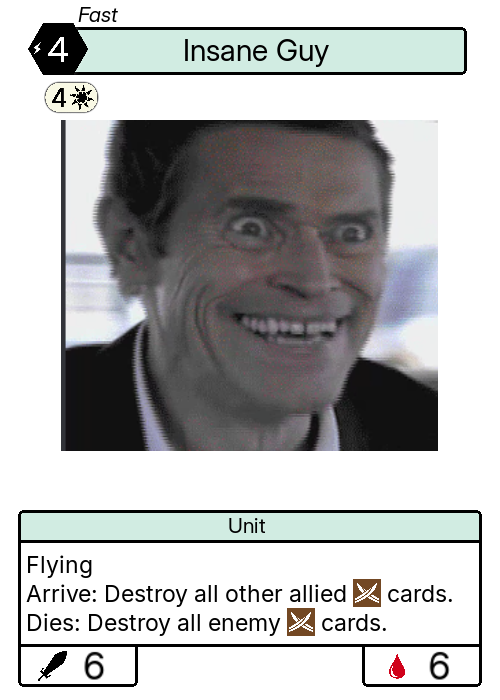 Fast
4
Insane Guy
4
Unit
Flying
Arrive: Destroy all other allied cards.
Dies: Destroy all enemy cards.
6
6